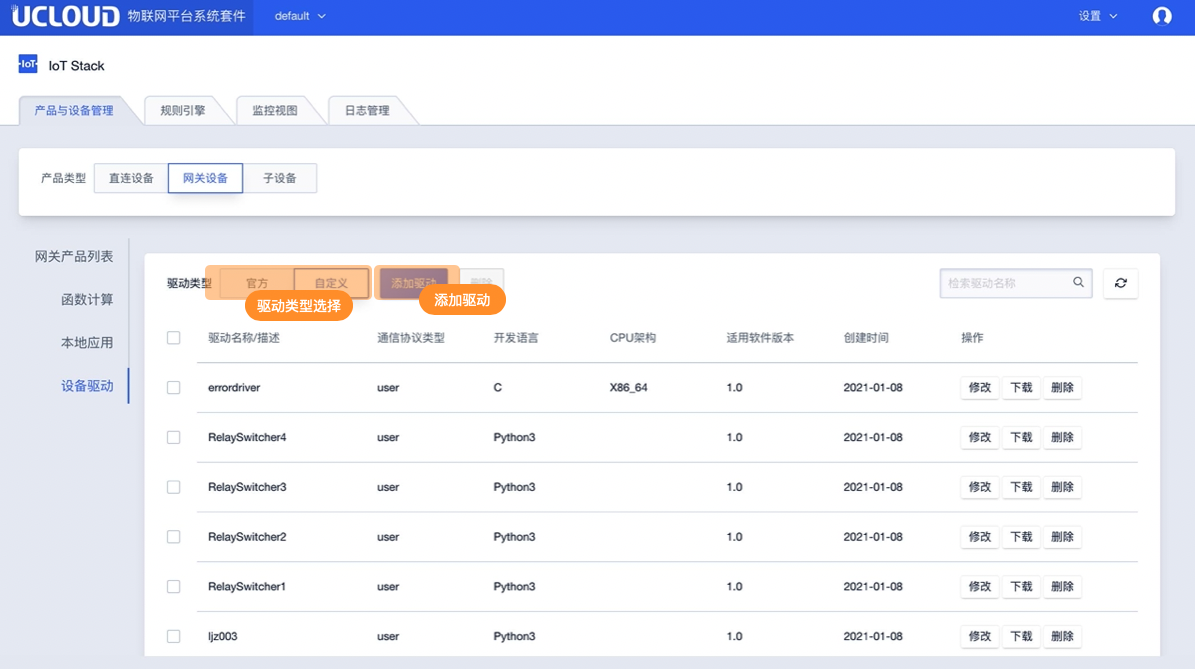 UCLOUD 物联网平台系统套件 default 设置
IoT IoT Stack
产品与设备管理 规则引擎 监控视图 日志管理
产品类型 直连设备 网关设备 子设备
网关产品列表
函数计算
本地应用
设备驱动
驱动类型 官方 自定义 添加驱动 删除 检索驱动名称
驱动类型选择 添加驱动
驱动名称/描述 通信协议类型 开发语言 CPU架构 适用软件版本 创建时间 操作
errordriver user C X86_64 1.0 2021-01-08 修改 下载 删除
RelaySwitcher4 user Python3 1.0 2021-01-08 修改 下载 删除
RelaySwitcher3 user Python3 1.0 2021-01-08 修改 下载 删除
RelaySwitcher2 user Python3 1.0 2021-01-08 修改 下载 删除
RelaySwitcher1 user Python3 1.0 2021-01-08 修改 下载 删除
ljz003 user Python3 1.0 2021-01-08 修改 下载 删除